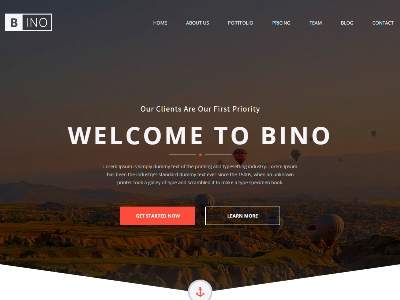 BINO
HOME ABOUT US PORTFOLIO PRICING TEAM BLOG CONTACT
Our Clients Are Our First Priority
WELCOME TO BINO
Lorem Ipsum is simply dummy text of the printing and typesetting industry. Lorem Ipsum
has been the industry's standard dummy text ever since the 1500s, when an unknown
printer took a galley of type and scrambled it to make a type specimen book.
GET STARTED NOW
LEARN MORE